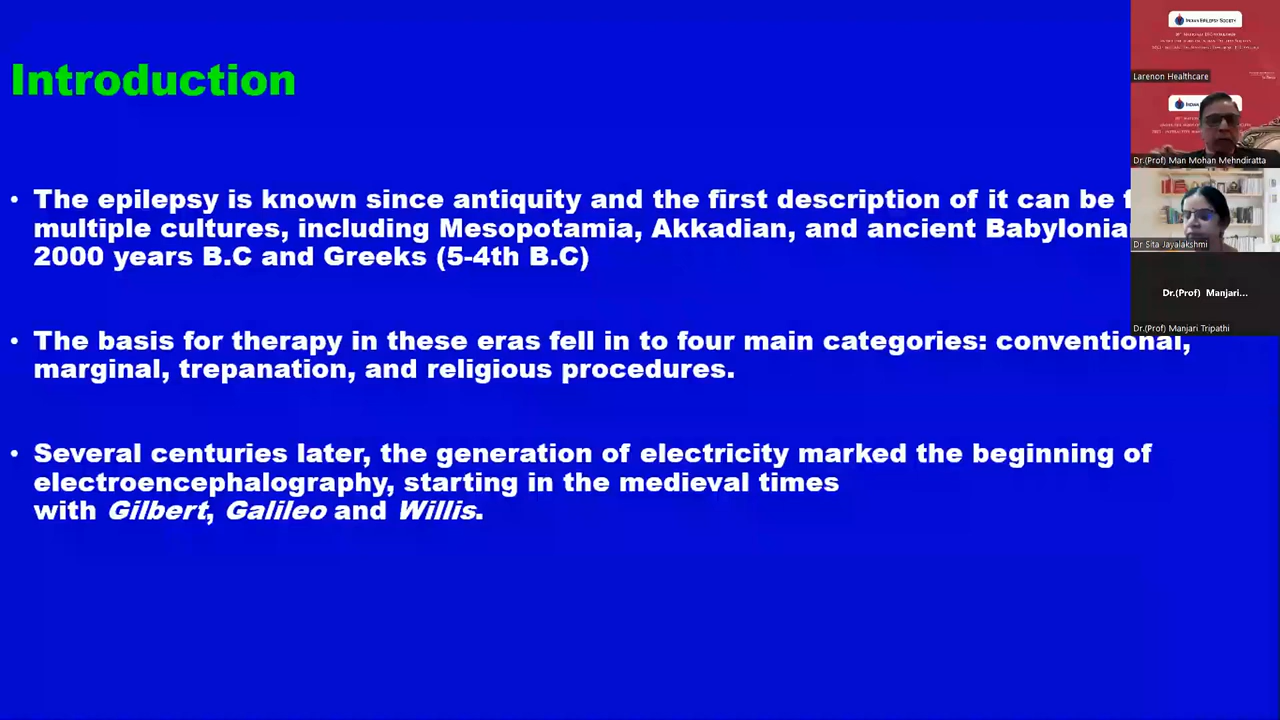 Introduction
• The epilepsy is known since antiquity and the first description of it can be
multiple cultures, including Mesopotamia, Akkadian, and ancient Babylonia
2000 years B.C and Greeks (5-4th B.C)
• The basis for therapy in these eras fell in to four main categories: conventional,
marginal, trepanation, and religious procedures.
• Several centuries later, the generation of electricity marked the beginning of
electroencephalography, starting in the medieval times
with Gilbert, Galileo and Willis.
INDIAN EPILEPSY SOCIETY
Larenon Healthcare
Dr.(Prof) Man Mohan Mehndiratta
Dr Sita Jayalakshmi
Dr.(Prof) Manjari...
Dr.(Prof) Manjari Tripathi